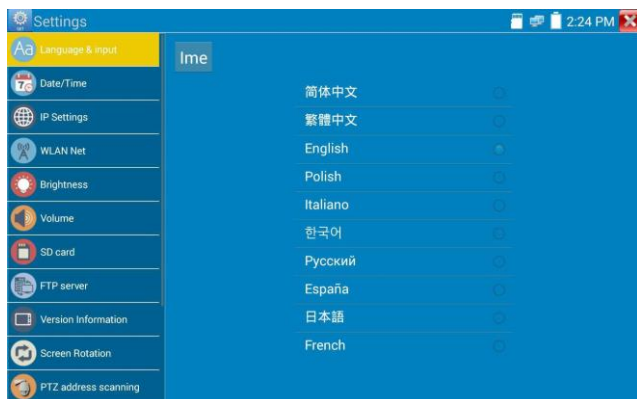 Settings
2:24 PM
Language & input
Date/Time
IP Settings
WLAN Net
Brightness
Volume
SD card
FTP server
Version Information
Screen Rotation
PTZ address scanning
Ime
简体中文
繁體中文
English
Polish
Italiano
한국어
Русский
España
日本語
French